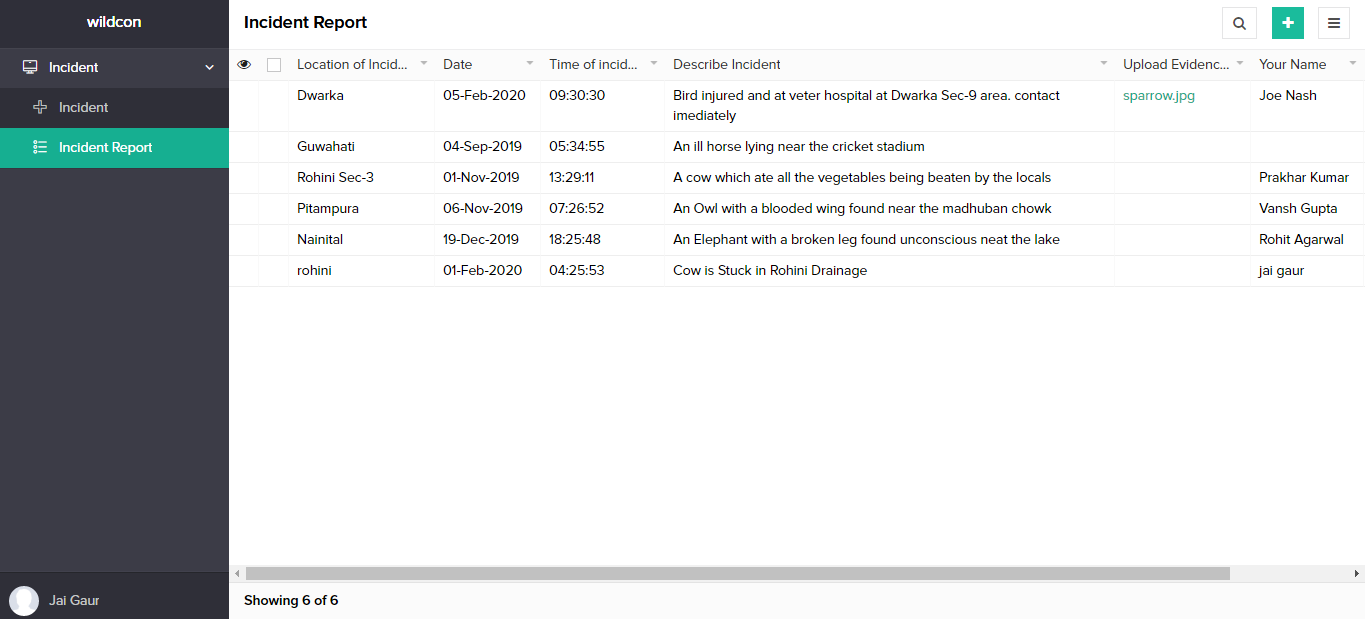 wildcon
Incident
Incident
Incident Report
Jai Gaur
Incident Report
Location of Incid... Date Time of incid... Describe Incident Upload Evidenc... Your Name
Dwarka 05-Feb-2020 09:30:30 Bird injured and at veter hospital at Dwarka Sec-9 area. contact sparrow.jpg Joe Nash
imediately
Guwahati 04-Sep-2019 05:34:55 An ill horse lying near the cricket stadium
Rohini Sec-3 01-Nov-2019 13:29:11 A cow which ate all the vegetables being beaten by the locals Prakhar Kumar
Pitampura 06-Nov-2019 07:26:52 An Owl with a blooded wing found near the madhuban chowk Vansh Gupta
Nainital 19-Dec-2019 18:25:48 An Elephant with a broken leg found unconscious neat the lake Rohit Agarwal
rohini 01-Feb-2020 04:25:53 Cow is Stuck in Rohini Drainage jai gaur
Showing 6 of 6